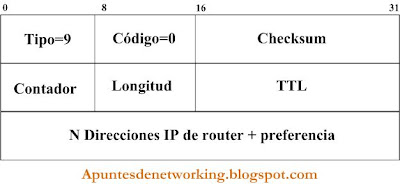 0 8 16 31
Tipo=9 Código=0 Checksum
Contador Longitud TTL
N Direcciones IP de router + preferencia
Apuntesdenetworking.blogspot.com